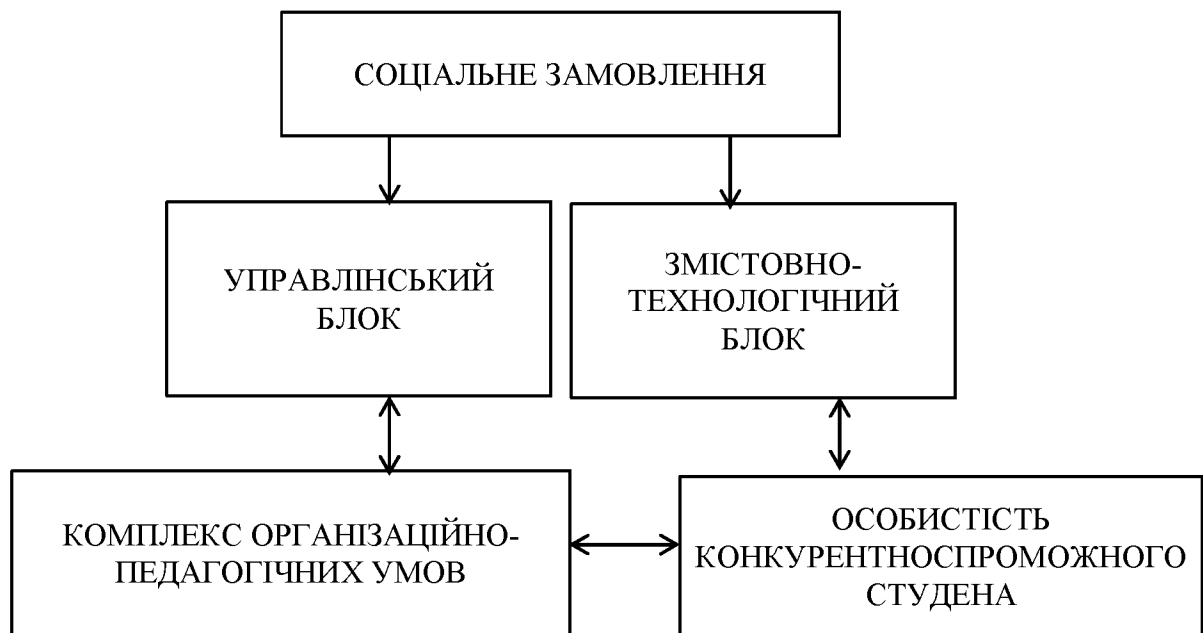 СОЦІАЛЬНЕ ЗАМОВЛЕННЯ
УПРАВЛІНСЬКИЙ
БЛОК
ЗМІСТОВНО-
ТЕХНОЛОГІЧНИЙ
БЛОК
КОМПЛЕКС ОРГАНІЗАЦІЙНО-
ПЕДАГОГІЧНИХ УМОВ
ОСОБИСТІСТЬ
КОНКУРЕНТНОСПРОМОЖНОГО
СТУДЕНА